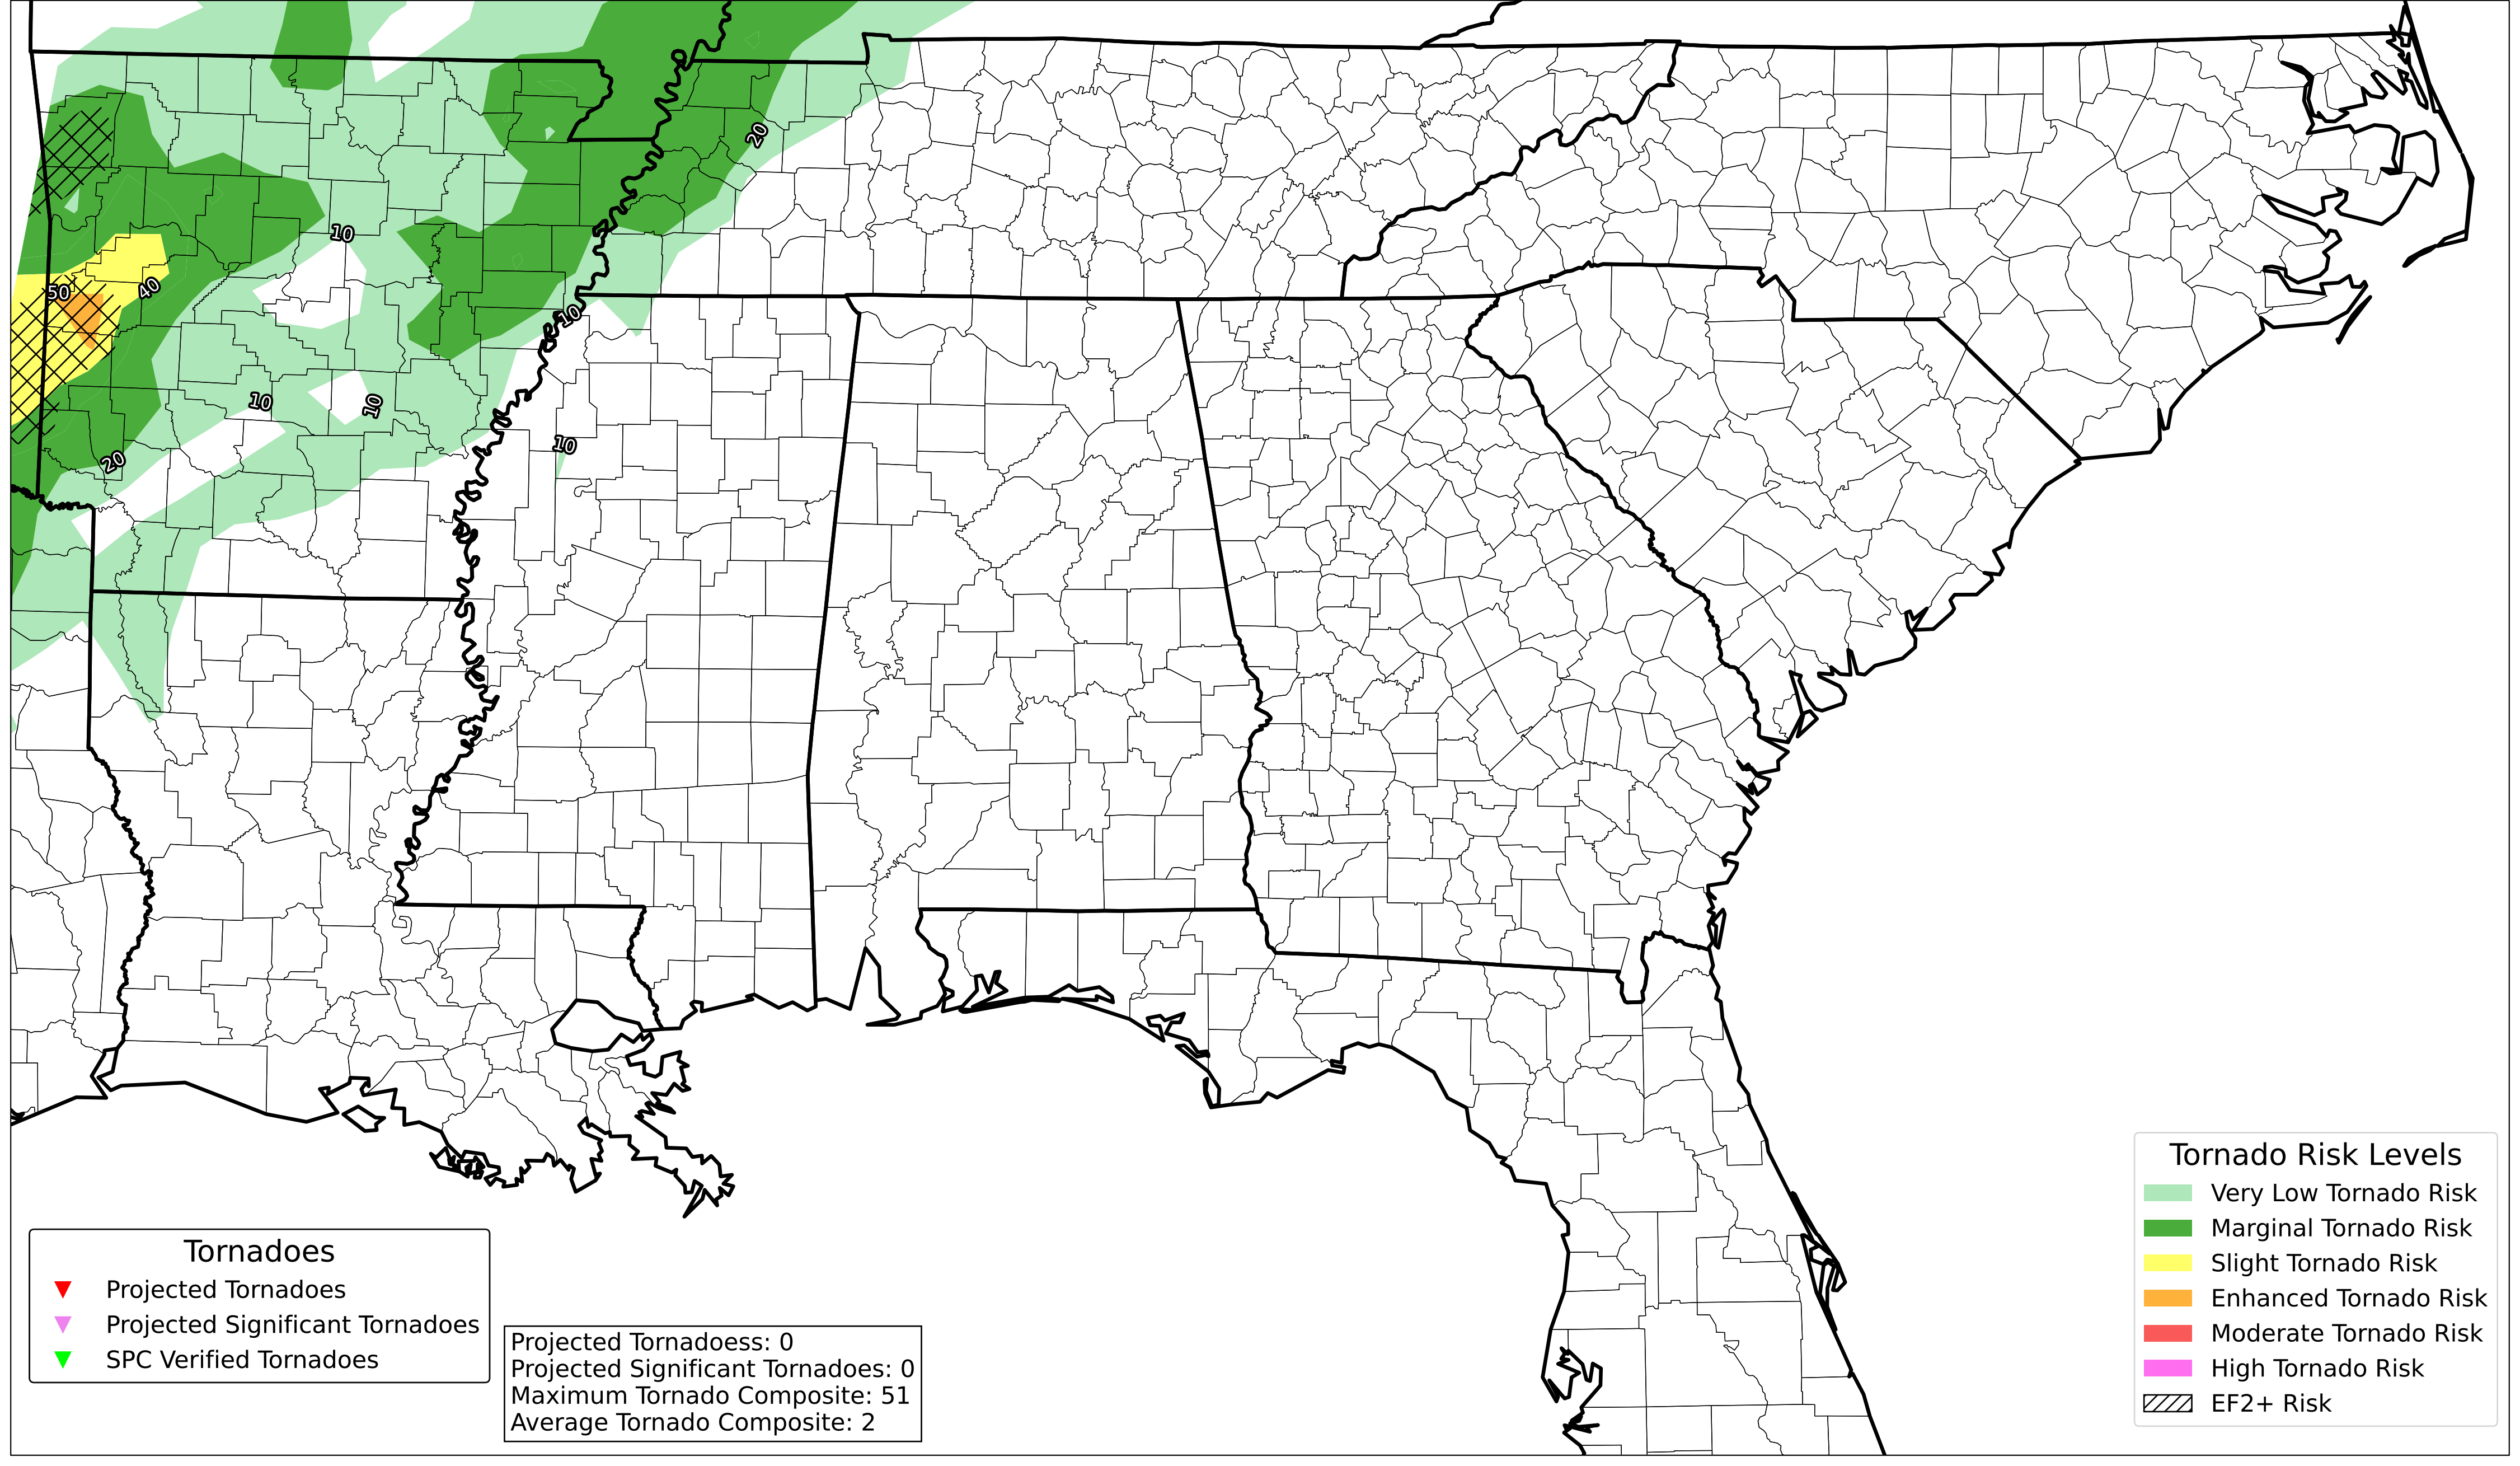 20
10
50
40
10
10
10
10
20
Tornado Risk Levels
Very Low Tornado Risk
Marginal Tornado Risk
Slight Tornado Risk
Enhanced Tornado Risk
Moderate Tornado Risk
High Tornado Risk
EF2+ Risk
Tornadoes
Projected Tornadoes
Projected Significant Tornadoes
SPC Verified Tornadoes
Projected Tornadoess: 0
Projected Significant Tornadoes: 0
Maximum Tornado Composite: 51
Average Tornado Composite: 2